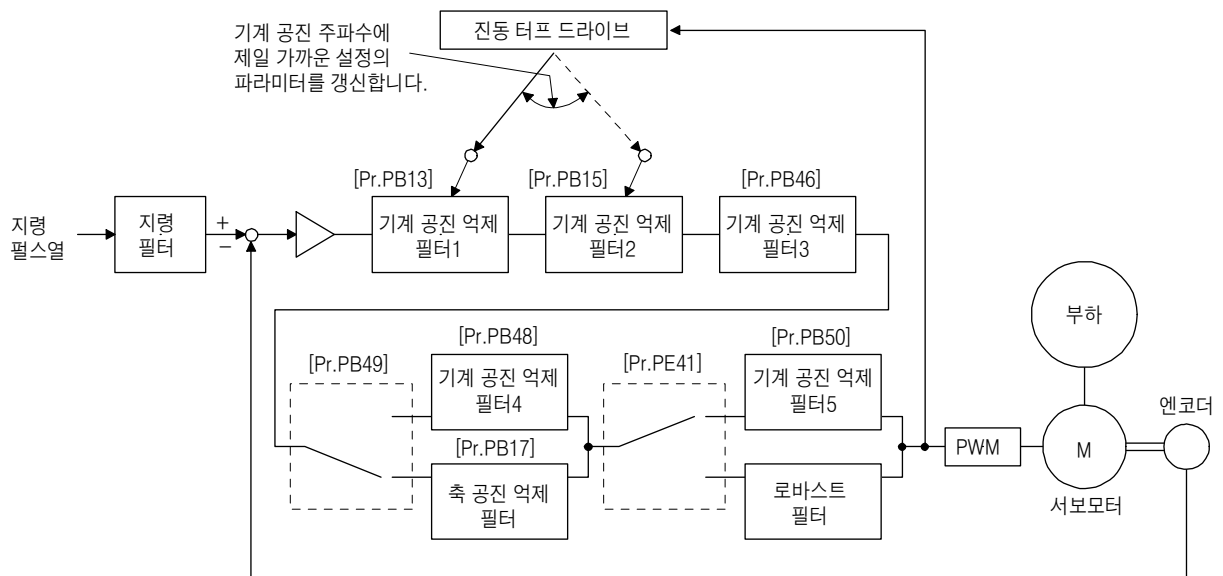 기계 공진 주파수에
제일 가까운 설정의
파라미터를 갱신합니다.
진동 터프 드라이브
[Pr.PB13]
[Pr.PB15]
[Pr.PB46]
지령
펄스열
지령
필터
+
−
기계 공진 억제
필터1
기계 공진 억제
필터2
기계 공진 억제
필터3
부하
[Pr.PB49]
[Pr.PB48]
기계 공진 억제
필터4
[Pr.PE41]
[Pr.PB50]
기계 공진 억제
필터5
[Pr.PB17]
축 공진 억제
필터
로바스트
필터
PWM
M
서보모터
엔코더